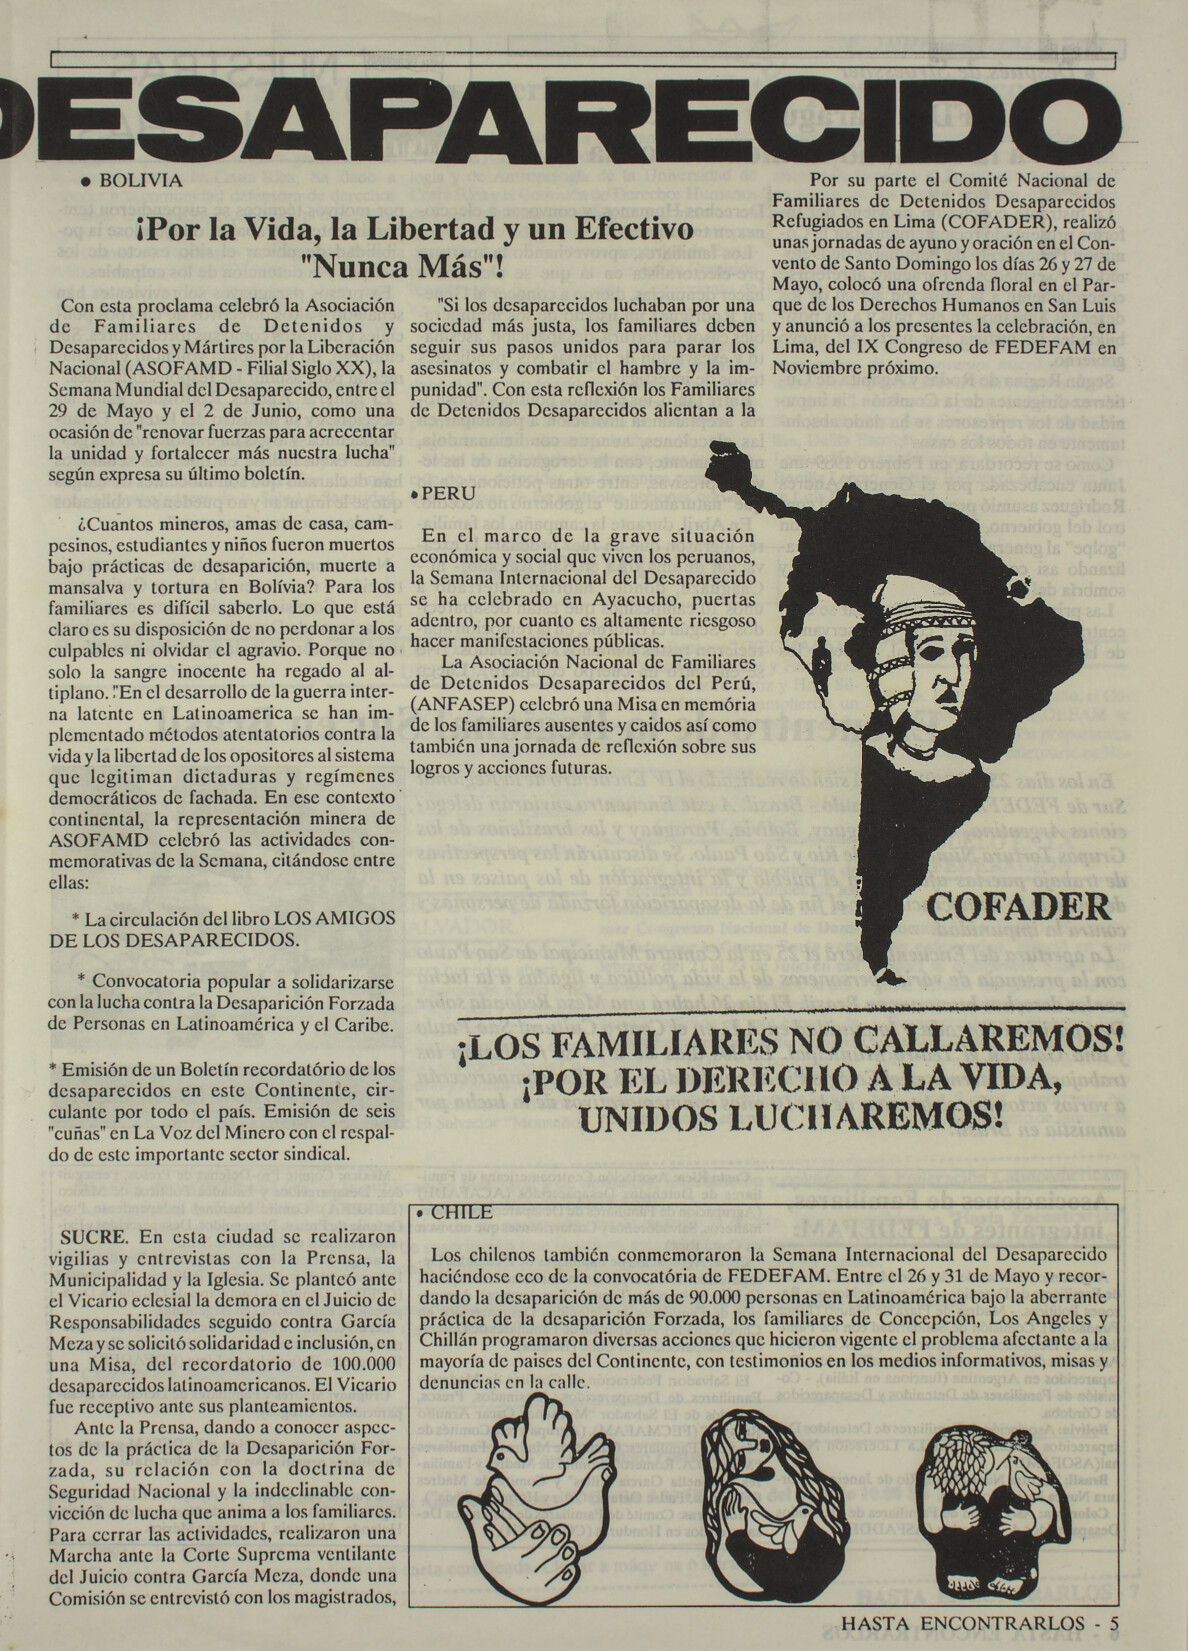 DESAPARECIDO
• BOLIVIA
¡Por la Vida, la Libertad y un Efectivo
"Nunca Más"!
Con esta proclama celebró la Asociación
de Familiares de Detenidos y
Desaparecidos y Mártires por la Liberación
Nacional (ASOFAMD - Filial Siglo XX), la
Semana Mundial del Desaparecido, entre el
29 de Mayo y el 2 de Junio, como una
ocasión de "renovar fuerzas para acrecentar
la unidad y fortalecer más nuestra lucha"
según expresa su último boletín.
¿Cuantos mineros, amas de casa, cam-
pesinos, estudiantes y niños fueron muertos
bajo prácticas de desaparición, muerte a
mansalva y tortura en Bolívia? Para los
familiares es difícil saberlo. Lo que está
claro es su disposición de no perdonar a los
culpables ni olvidar el agravio. Porque no
solo la sangre inocente ha regado al al-
tiplano. "En el desarrollo de la guerra inter-
na latente en Latinoamerica se han im-
plementado métodos atentatorios contra la
vida y la libertad de los opositores al sistema
que legitiman dictaduras y regímenes
democráticos de fachada. En ese contexto
continental, la representación minera de
ASOFAMD celebró las actividades con-
memorativas de la Semana, citándose entre
ellas:
* La circulación del libro LOS AMIGOS
DE LOS DESAPARECIDOS.
* Convocatoria popular a solidarizarse
con la lucha contra la Desaparición Forzada
de Personas en Latinoamérica y el Caribe.
* Emisión de un Boletín recordatório de los
desaparecidos en este Continente, cir-
culante por todo el país. Emisión de seis
"cuñas" en La Voz del Minero con el respal-
do de este importante sector sindical.
SUCRE. En esta ciudad se realizaron
vigilias y entrevistas con la Prensa, la
Municipalidad y la Iglesia. Se planteó ante
el Vicario eclesial la demora en el Juicio de
Responsabilidades seguido contra García
Meza y se solicitó solidaridad e inclusión, en
una Misa, del recordatorio de 100.000
desaparecidos latinoamericanos. El Vicario
fue receptivo ante sus planteamientos.
Ante la Prensa, dando a conocer aspec-
tos de la práctica de la Desaparición For-
zada, su relación con la doctrina de
Seguridad Nacional y la indeclinable con-
vicción de lucha que anima a los familiares.
Para cerrar las actividades, realizaron una
Marcha ante la Corte Suprema ventilante
del Juicio contra García Meza, donde una
Comisión se entrevistó con los magistrados,
"Si los desaparecidos luchaban por una
sociedad más justa, los familiares deben
seguir sus pasos unidos para parar los
asesinatos y combatir el hambre y la im-
punidad". Con esta reflexión los Familiares
de Detenidos Desaparecidos alientan a la
• PERU
En el marco de la grave situación
económica y social que viven los peruanos,
la Semana Internacional del Desaparecido
se ha celebrado en Ayacucho, puertas
adentro, por cuanto es altamente riesgoso
hacer manifestaciones públicas.
La Asociación Nacional de Familiares
de Detenidos Desaparecidos del Perú,
(ANFASEP) celebró una Misa en memória
de los familiares ausentes y caidos así como
también una jornada de reflexión sobre sus
logros y acciones futuras.
Por su parte el Comité Nacional de
Familiares de Detenidos Desaparecidos
Refugiados en Lima (COFADER), realizó
unas jornadas de ayuno y oración en el Con-
vento de Santo Domingo los días 26 y 27 de
Mayo, colocó una ofrenda floral en el Par-
que de los Derechos Humanos en San Luis
y anunció a los presentes la celebración, en
Lima, del IX Congreso de FEDEFAM en
Noviembre próximo.
COFADER
¡LOS FAMILIARES NO CALLAREMOS!
¡POR EL DERECHO A LA VIDA,
UNIDOS LUCHAREMOS!
• CHILE
Los chilenos también conmemoraron la Semana Internacional del Desaparecido
haciéndose eco de la convocatória de FEDEFAM. Entre el 26 y 31 de Mayo y recor-
dando la desaparición de más de 90.000 personas en Latinoamérica bajo la aberrante
práctica de la desaparición Forzada, los familiares de Concepción, Los Angeles y
Chillán programaron diversas acciones que hicieron vigente el problema afectante a la
mayoría de paises del Continente, con testimonios en los medios informativos, misas y
denuncias en la calle.
HASTA ENCONTRARLOS - 5